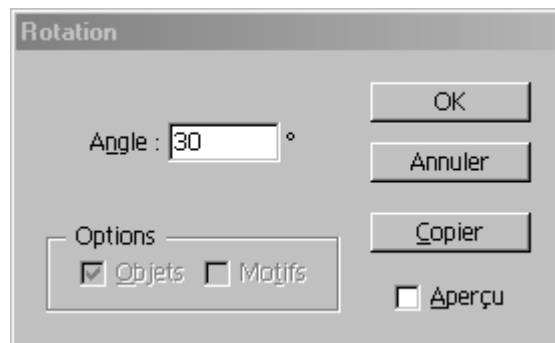 Rotation
Angle : 30 °
OK
Annuler
Copier
Options
Objets Motifs
Aperçu